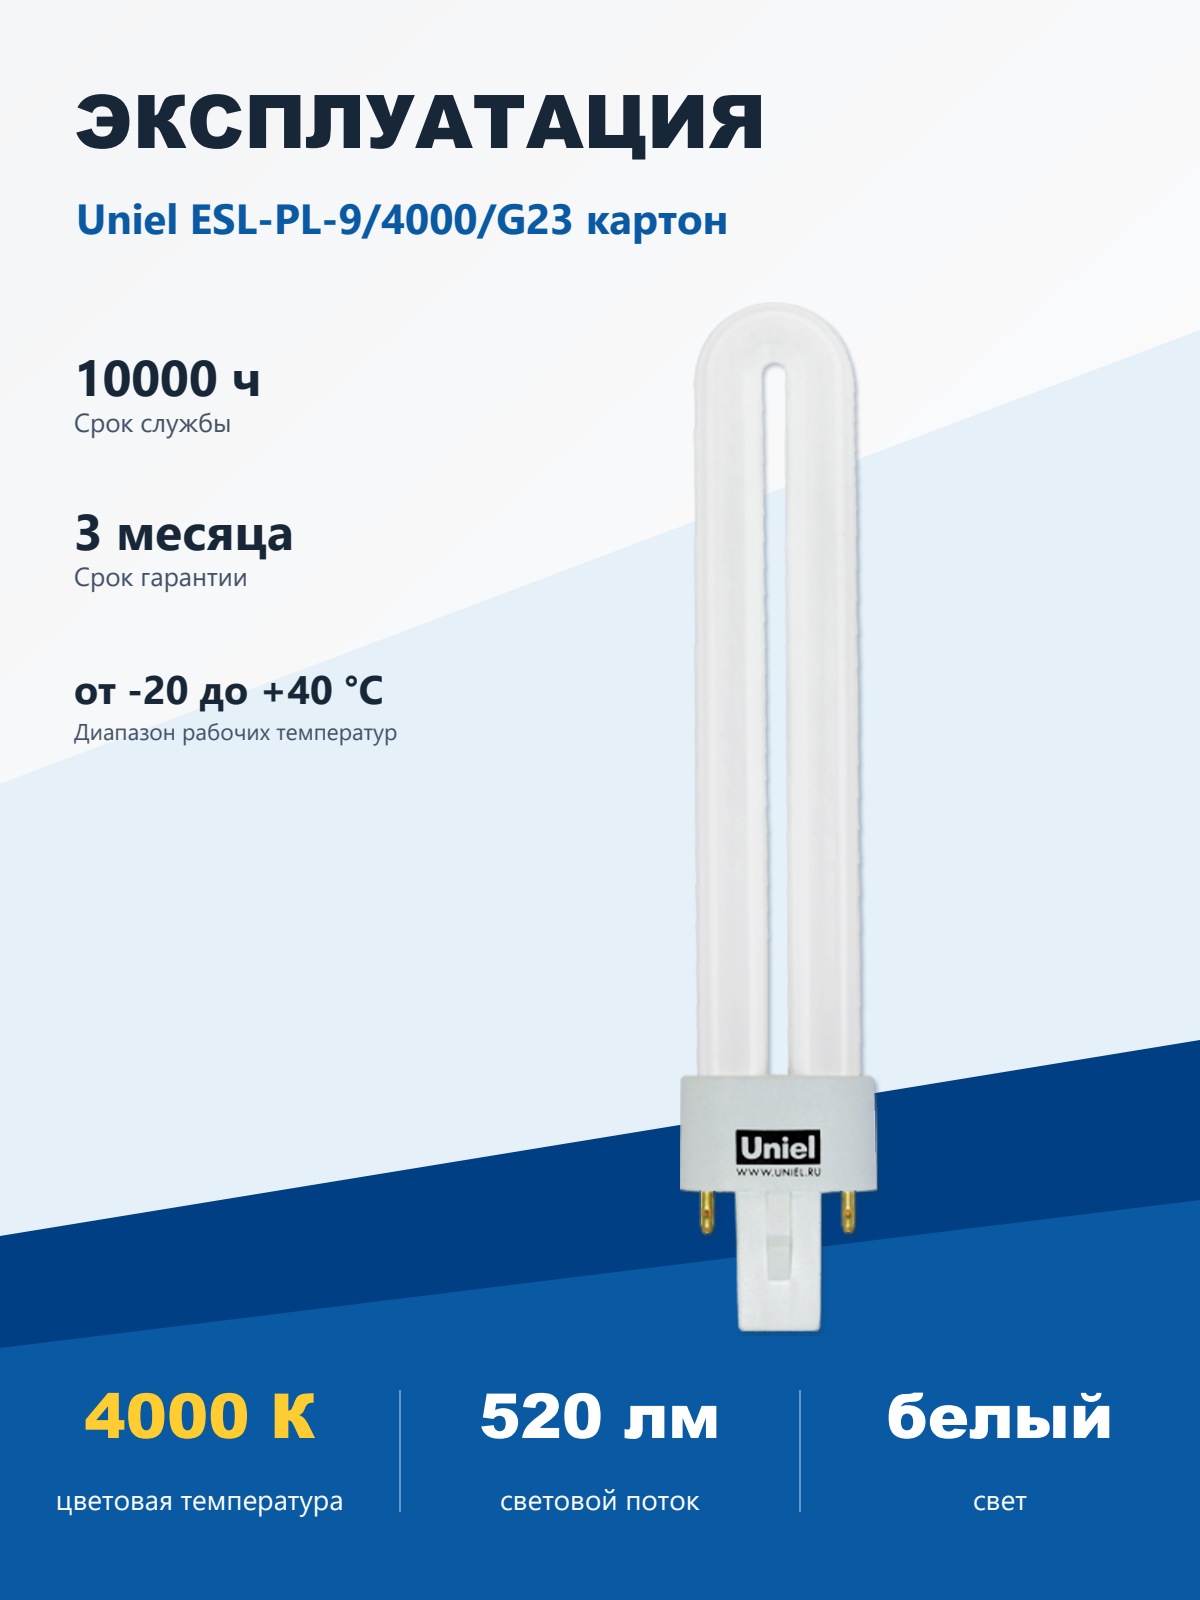 ЭКСПЛУАТАЦИЯ
Uniel ESL-PL-9/4000/G23 картон
10000 ч
Срок службы
3 месяца
Срок гарантии
от -20 до +40 °C
Диапазон рабочих температур
Uniel
WWW.UNIEL.RU
4000 К
цветовая температура
520 лм
световой поток
белый
свет